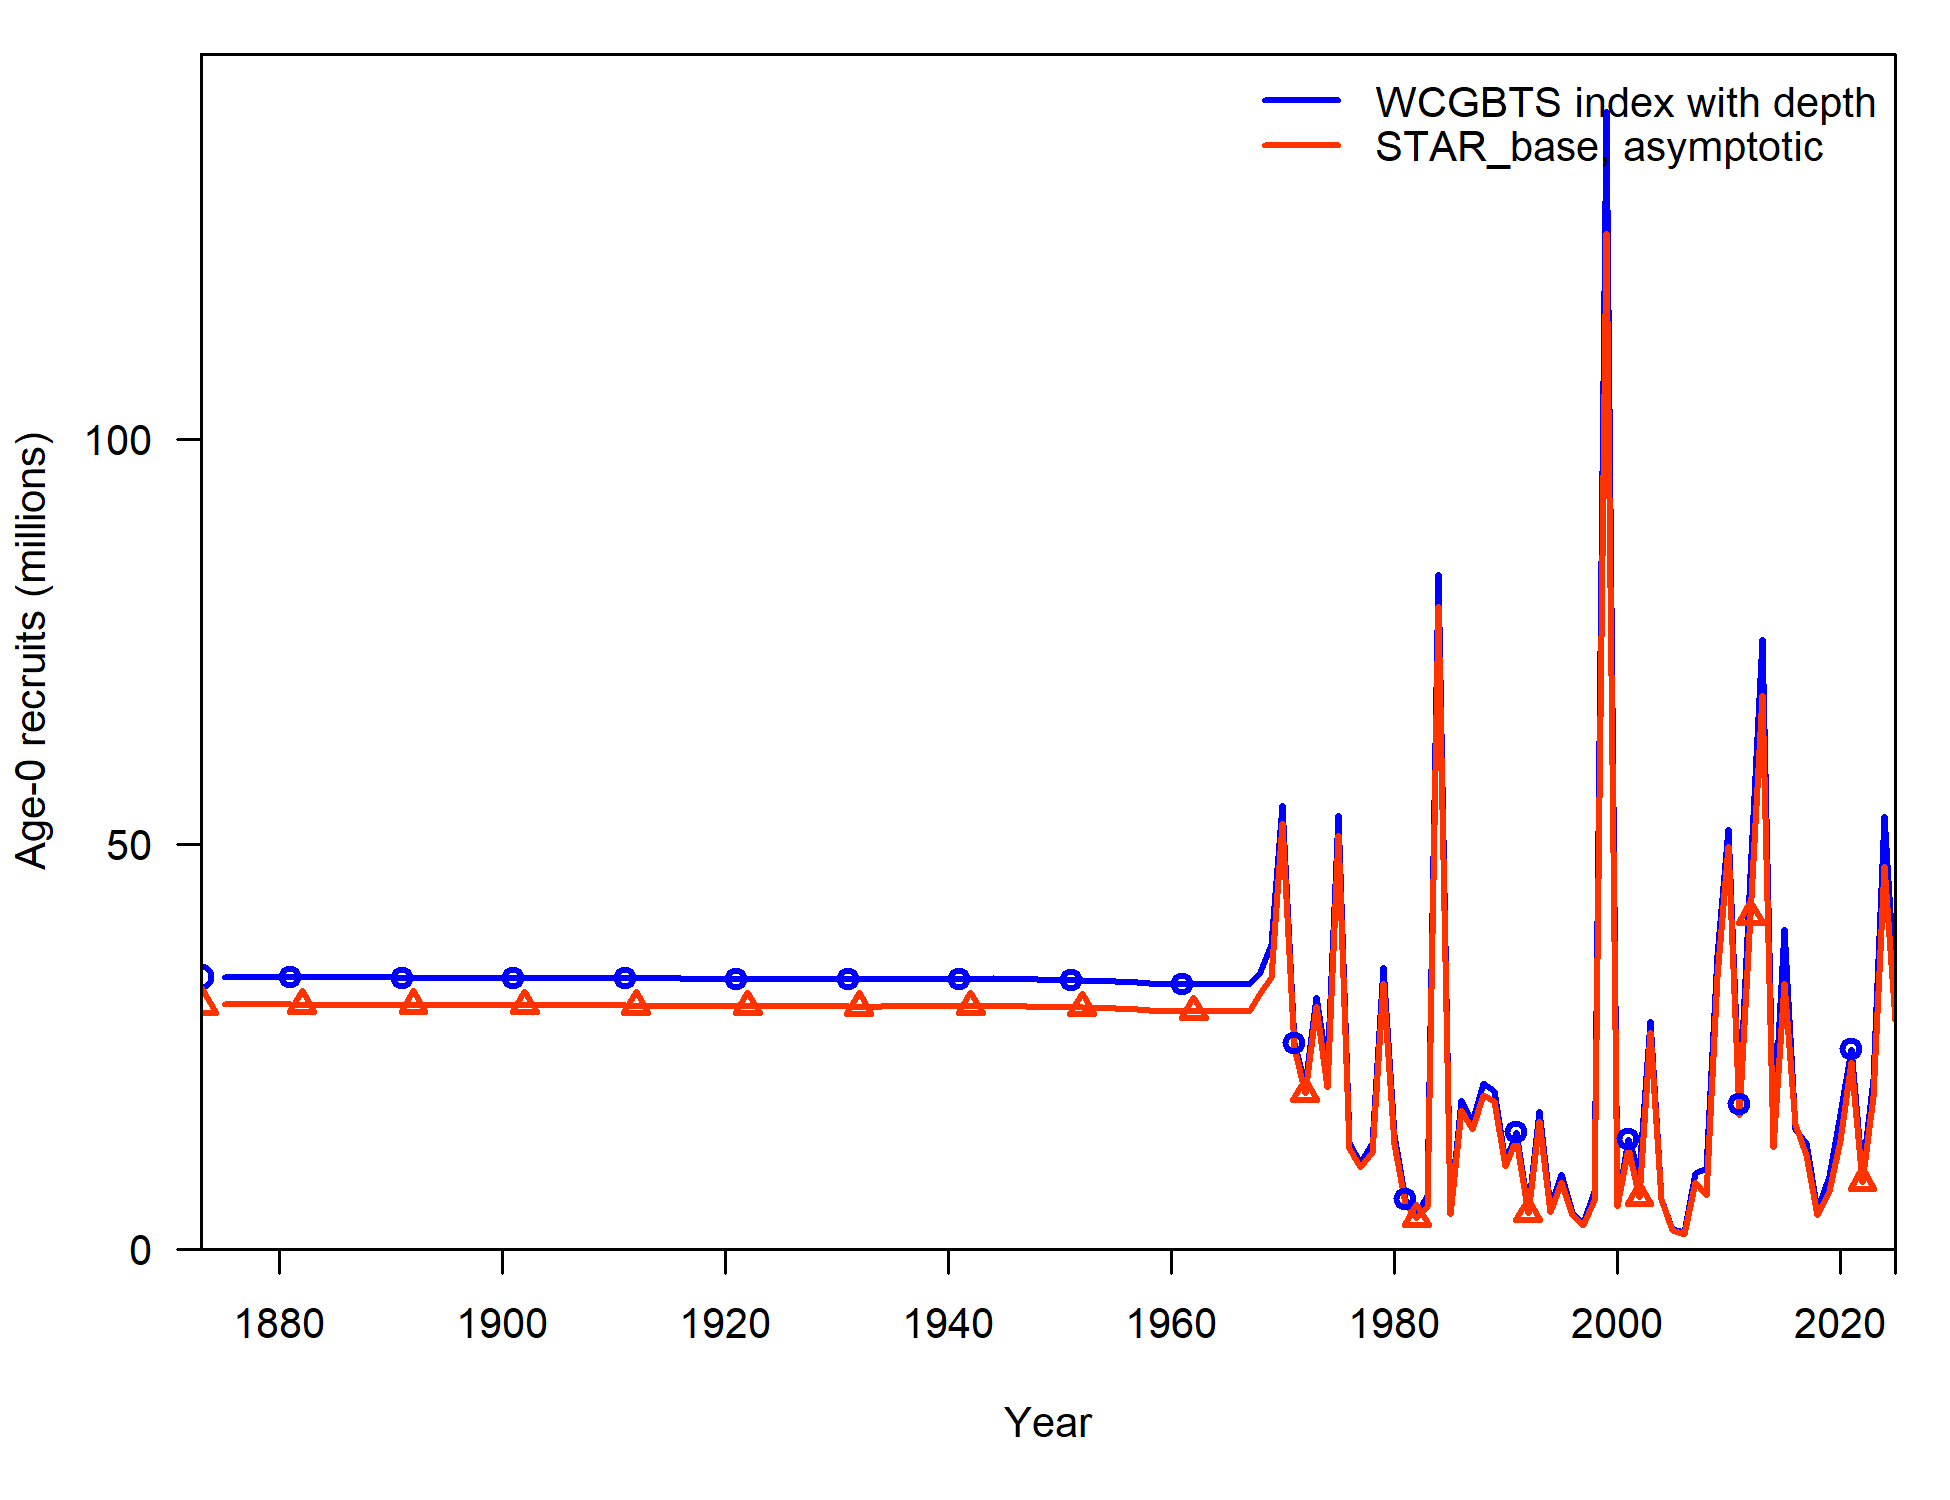 WCGBTS index with depth
STAR_base, asymptotic
Age-0 recruits (millions)
100
50
0
1880 1900 1920 1940 1960 1980 2000 2020
Year